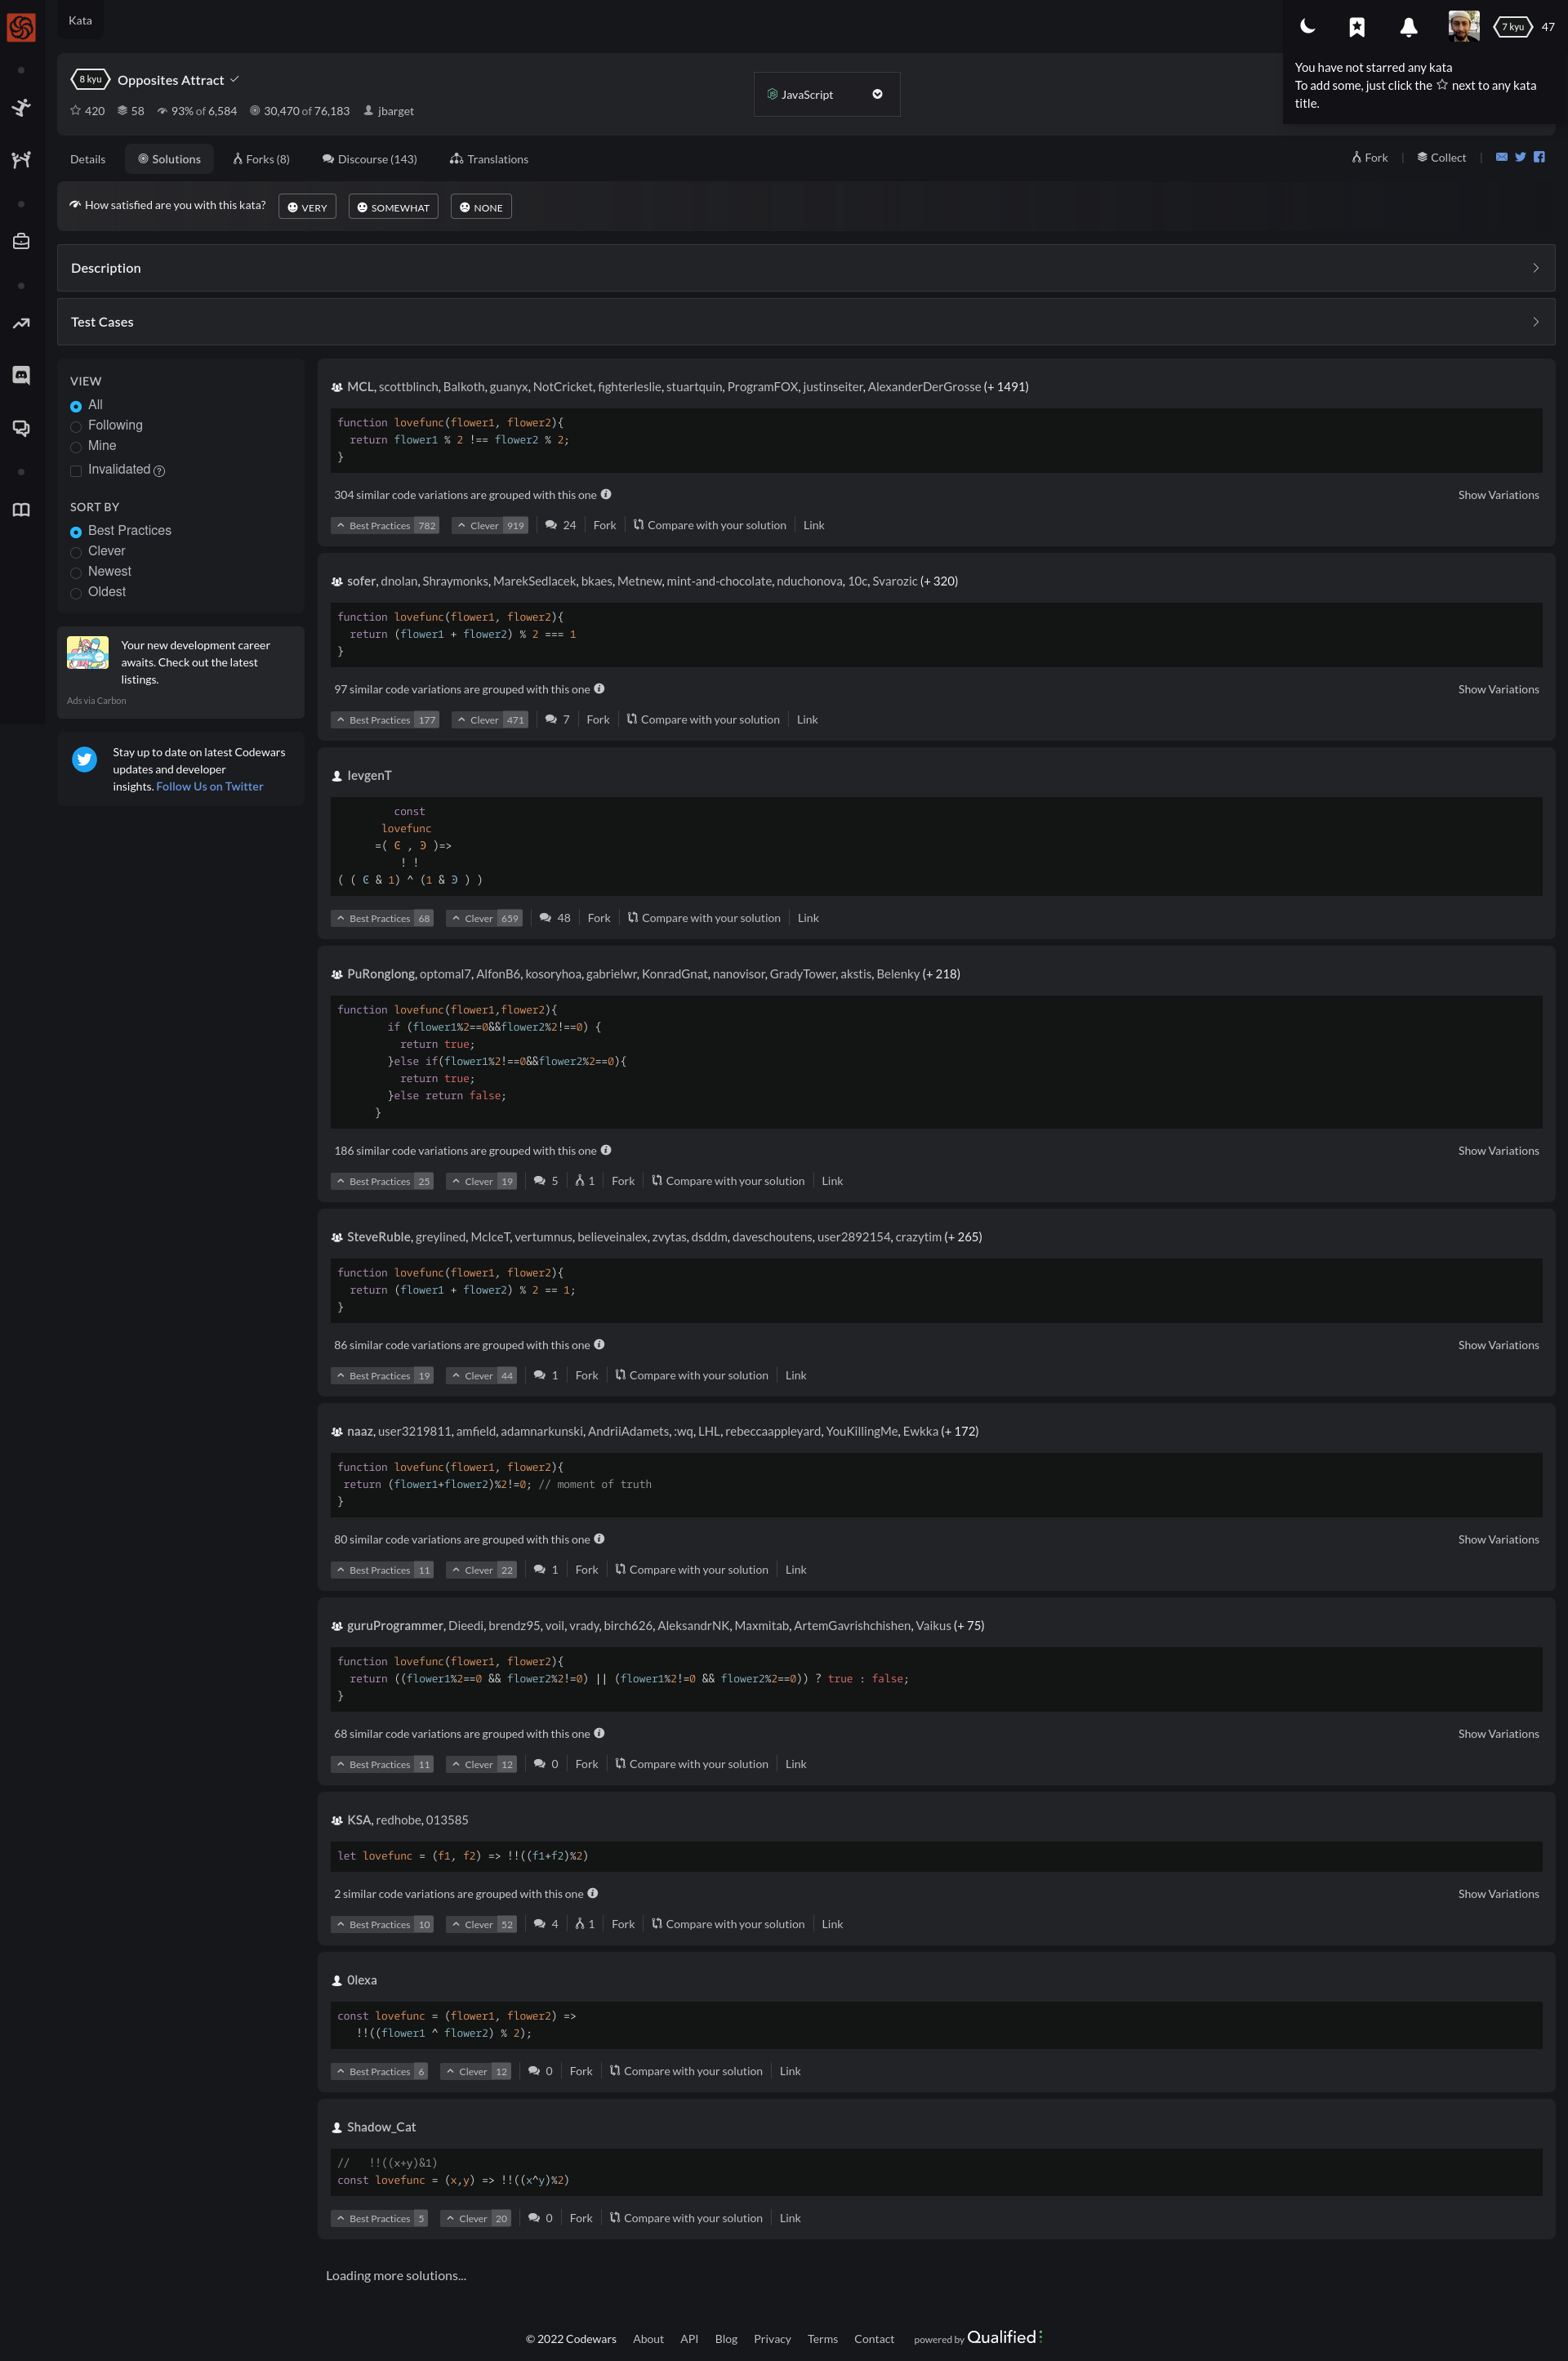 Kata
7 kyu 47
You have not starred any kata
To add some, just click the ☆ next to any kata
title.
8 kyu Opposites Attract
420 58 93% of 6,584 30,470 of 76,183 jbarget
JavaScript
Details Solutions Forks (8) Discourse (143) Translations
Fork | Collect |
How satisfied are you with this kata? VERY SOMEWHAT NONE
Description
Test Cases
VIEW
All
Following
Mine
Invalidated
SORT BY
Best Practices
Clever
Newest
Oldest
Your new development career
awaits. Check out the latest
listings.
Ads via Carbon
Stay up to date on latest Codewars
updates and developer
insights. Follow Us on Twitter
MCL, scottblinch, Balkoth, guanyx, NotCricket, fighterleslie, stuartquin, ProgramFOX, justinseiter, AlexanderDerGrosse (+ 1491)
function lovefunc(flower1, flower2){
  return flower1 % 2 !== flower2 % 2;
}
304 similar code variations are grouped with this one Show Variations
Best Practices 782 Clever 919 24 Fork Compare with your solution Link
sofer, dnolan, Shraymonks, MarekSedlacek, bkaes, Metnew, mint-and-chocolate, nduchonova, 10c, Svarozic (+ 320)
function lovefunc(flower1, flower2){
  return (flower1 + flower2) % 2 === 1
}
97 similar code variations are grouped with this one Show Variations
Best Practices 177 Clever 471 7 Fork Compare with your solution Link
IevgenT
         const
       lovefunc
      =( ᕮ , ᕭ )=>
          ! !
( ( ᕮ & 1) ^ (1 & ᕭ ) )
Best Practices 68 Clever 659 48 Fork Compare with your solution Link
PuRonglong, optomal7, AlfonB6, kosoryhoa, gabrielwr, KonradGnat, nanovisor, GradyTower, akstis, Belenky (+ 218)
function lovefunc(flower1,flower2){
        if (flower1%2==0&&flower2%2!==0) {
          return true;
        }else if(flower1%2!==0&&flower2%2==0){
          return true;
        }else return false;
      }
186 similar code variations are grouped with this one Show Variations
Best Practices 25 Clever 19 5 1 Fork Compare with your solution Link
SteveRuble, greylined, McIceT, vertumnus, believeinalex, zvytas, dsddm, daveschoutens, user2892154, crazytim (+ 265)
function lovefunc(flower1, flower2){
  return (flower1 + flower2) % 2 == 1;
}
86 similar code variations are grouped with this one Show Variations
Best Practices 19 Clever 44 1 Fork Compare with your solution Link
naaz, user3219811, amfield, adamnarkunski, AndriiAdamets, :wq, LHL, rebeccaappleyard, YouKillingMe, Ewkka (+ 172)
function lovefunc(flower1, flower2){
 return (flower1+flower2)%2!=0; // moment of truth
}
80 similar code variations are grouped with this one Show Variations
Best Practices 11 Clever 22 1 Fork Compare with your solution Link
guruProgrammer, Dieedi, brendz95, voil, vrady, birch626, AleksandrNK, Maxmitab, ArtemGavrishchishen, Vaikus (+ 75)
function lovefunc(flower1, flower2){
  return ((flower1%2==0 && flower2%2!=0) || (flower1%2!=0 && flower2%2==0)) ? true : false;
}
68 similar code variations are grouped with this one Show Variations
Best Practices 11 Clever 12 0 Fork Compare with your solution Link
KSA, redhobe, 013585
let lovefunc = (f1, f2) => !!((f1+f2)%2)
2 similar code variations are grouped with this one Show Variations
Best Practices 10 Clever 52 4 1 Fork Compare with your solution Link
0lexa
const lovefunc = (flower1, flower2) =>
   !!((flower1 ^ flower2) % 2);
Best Practices 6 Clever 12 0 Fork Compare with your solution Link
Shadow_Cat
//   !!((x+y)&1)
const lovefunc = (x,y) => !!((x^y)%2)
Best Practices 5 Clever 20 0 Fork Compare with your solution Link
Loading more solutions...
© 2022 Codewars About API Blog Privacy Terms Contact powered by Qualified